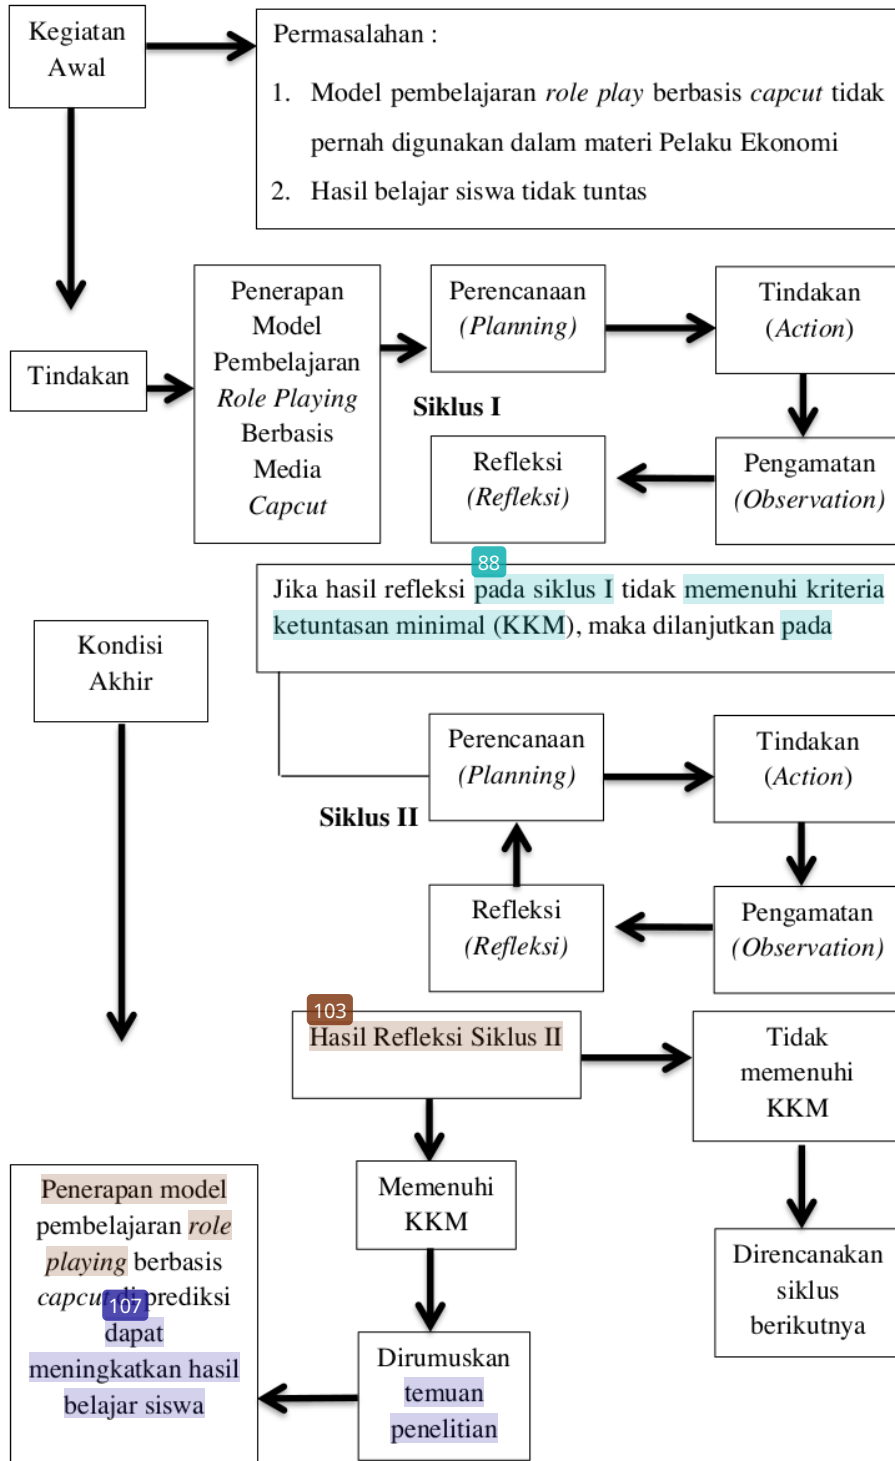 Kegiatan
Awal
Permasalahan :
1. Model pembelajaran role play berbasis capcut tidak
pernah digunakan dalam materi Pelaku Ekonomi
2. Hasil belajar siswa tidak tuntas
Tindakan
Penerapan
Model
Pembelajaran
Role Playing
Berbasis
Media
Capcut
Perencanaan
(Planning)
Tindakan
(Action)
Siklus I
Refleksi
(Refleksi)
Pengamatan
(Observation)
88
Jika hasil refleksi pada siklus I tidak memenuhi kriteria
ketuntasan minimal (KKM), maka dilanjutkan pada
Kondisi
Akhir
Perencanaan
(Planning)
Tindakan
(Action)
Siklus II
Refleksi
(Refleksi)
Pengamatan
(Observation)
103
Hasil Refleksi Siklus II
Tidak
memenuhi
KKM
Memenuhi
KKM
Direncanakan
siklus
berikutnya
Dirumuskan
temuan
penelitian
Penerapan model
pembelajaran role
playing berbasis
capcut di prediksi
107
dapat
meningkatkan hasil
belajar siswa